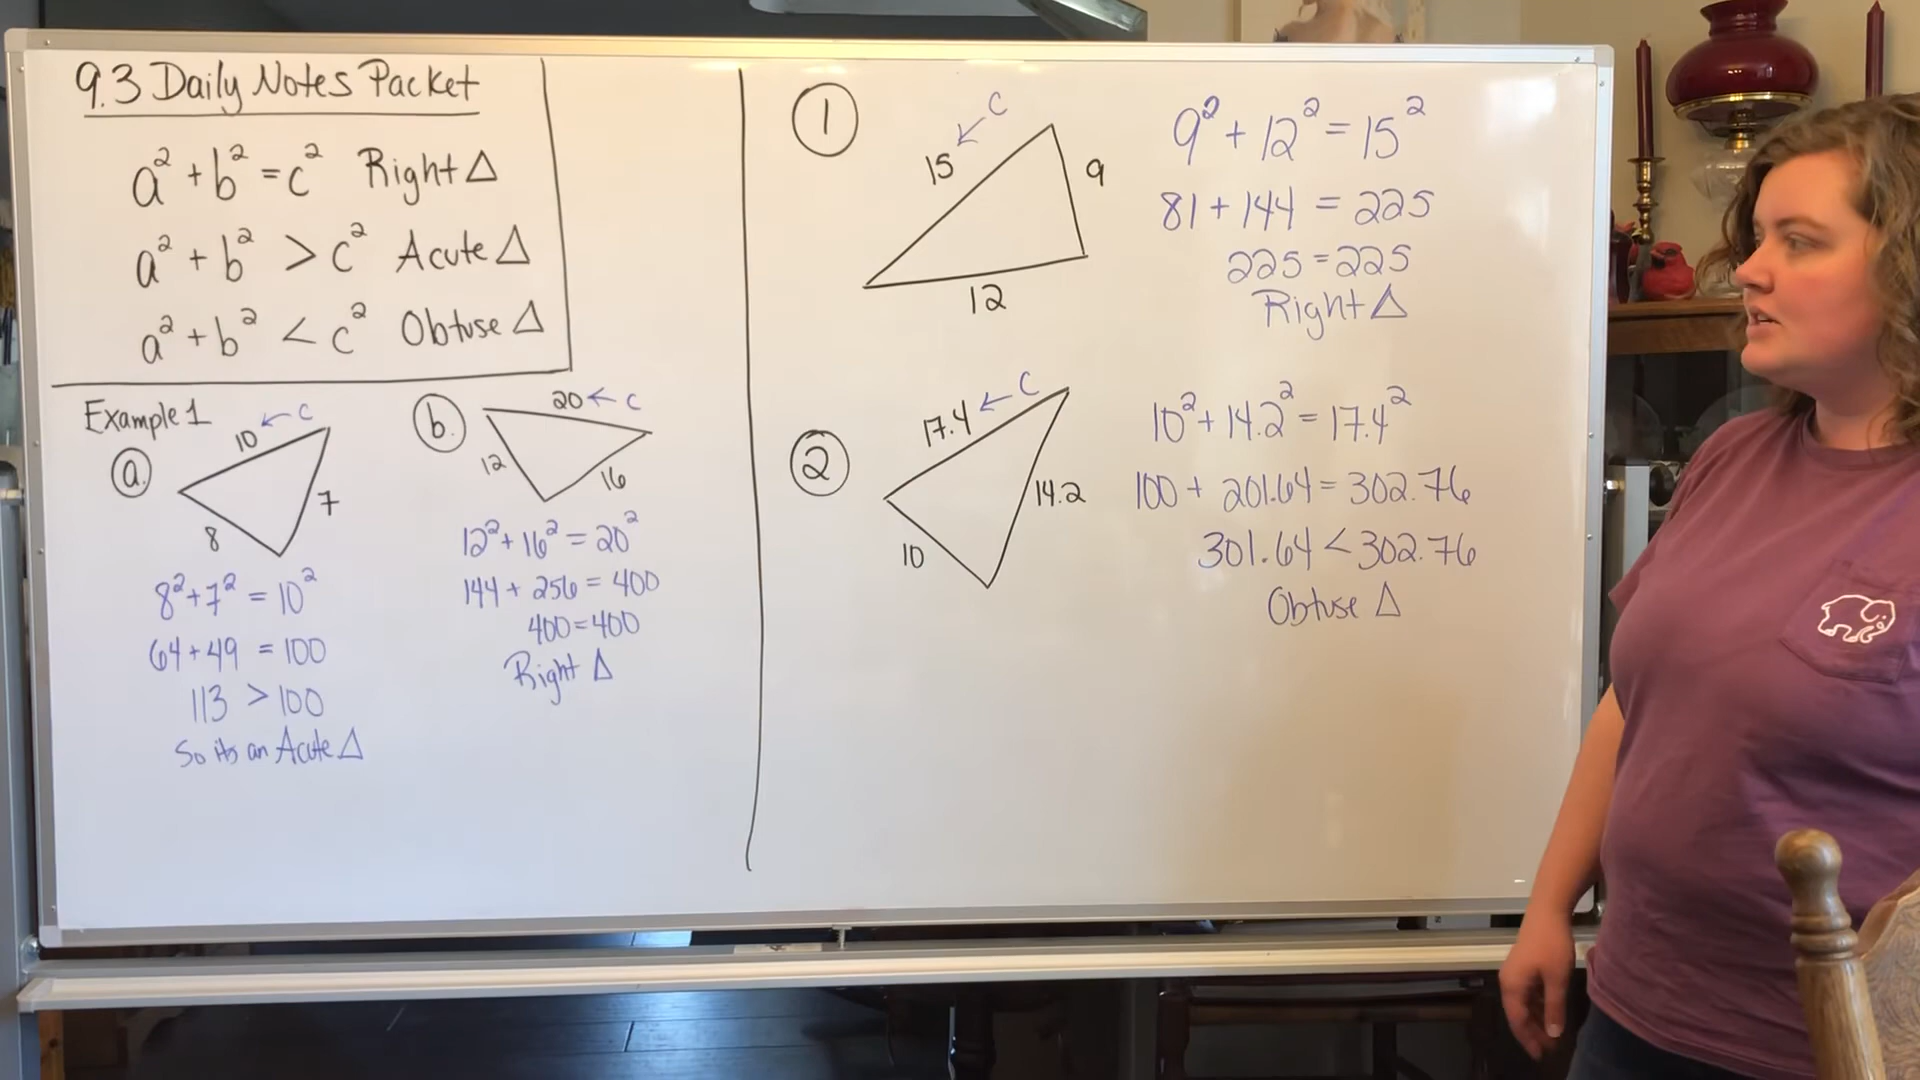 9.3 Daily Notes Packet
a² + b² = c² Right △
a² + b² > c² Acute △
a² + b² < c² Obtuse △
Example 1
a.
10 ← C
8
7
8² + 7² = 10²
64 + 49 = 100
113 > 100
So its an Acute △
b.
20 ← C
12
16
12² + 16² = 20²
144 + 256 = 400
400 = 400
Right △
1
C
15
9
12
9² + 12² = 15²
81 + 144 = 225
225 = 225
Right △
2
17.4 ← C
14.2
10
10² + 14.2² = 17.4²
100 + 201.64 = 302.76
301.64 < 302.76
Obtuse △